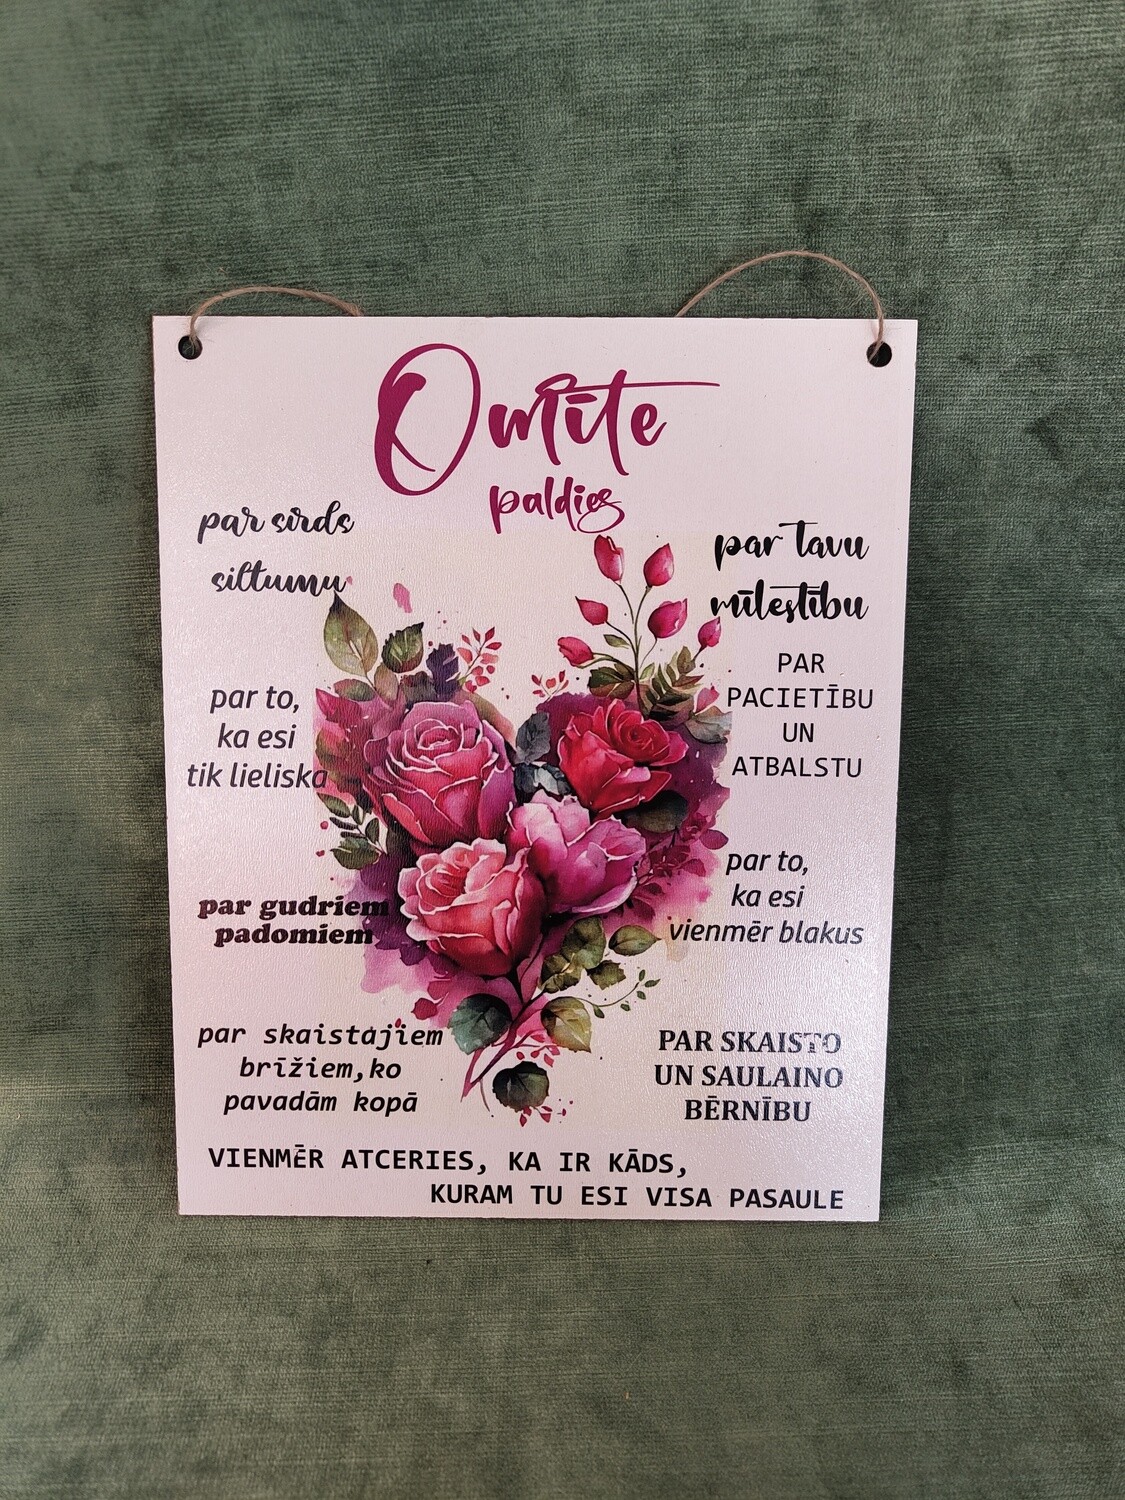 Omīte
paldies
par sirds
siltumu
par Tavu
mīlestību
par to,
ka esi
tik lieliska
PAR
PACIETĪBU
UN
ATBALSTU
par gudriem
padomiem
par to,
ka esi
vienmēr blakus
par skaistajiem
brīžiem,ko
pavadām kopā
PAR SKAISTO
UN SAULAINO
BĒRNĪBU
VIENMĒR ATCERIES, KA IR KĀDS,
KURAM TU ESI VISA PASAULE